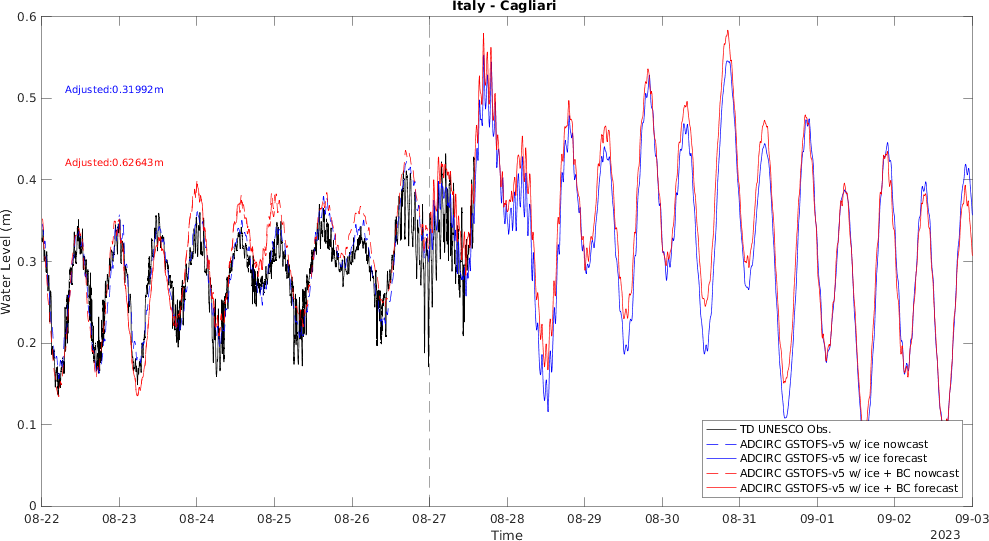 Italy - Cagliari
0.6
0.5
0.4
0.3
0.2
0.1
0
Water Level (m)
Adjusted:0.31992m
Adjusted:0.62643m
TD UNESCO Obs.
ADCIRC GSTOFS-v5 w/ ice nowcast
ADCIRC GSTOFS-v5 w/ ice forecast
ADCIRC GSTOFS-v5 w/ ice + BC nowcast
ADCIRC GSTOFS-v5 w/ ice + BC forecast
08-22 08-23 08-24 08-25 08-26 08-27 08-28 08-29 08-30 08-31 09-01 09-02 09-03
Time
2023